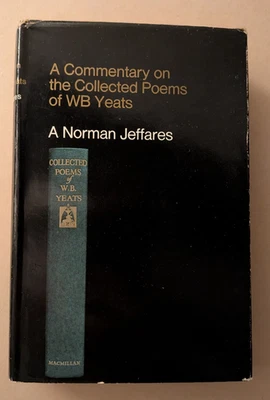 A Commentary on
the Collected Poems
of WB Yeats
A Norman Jeffares
COLLECTED
POEMS
of
W.B.
YEATS
MACMILLAN